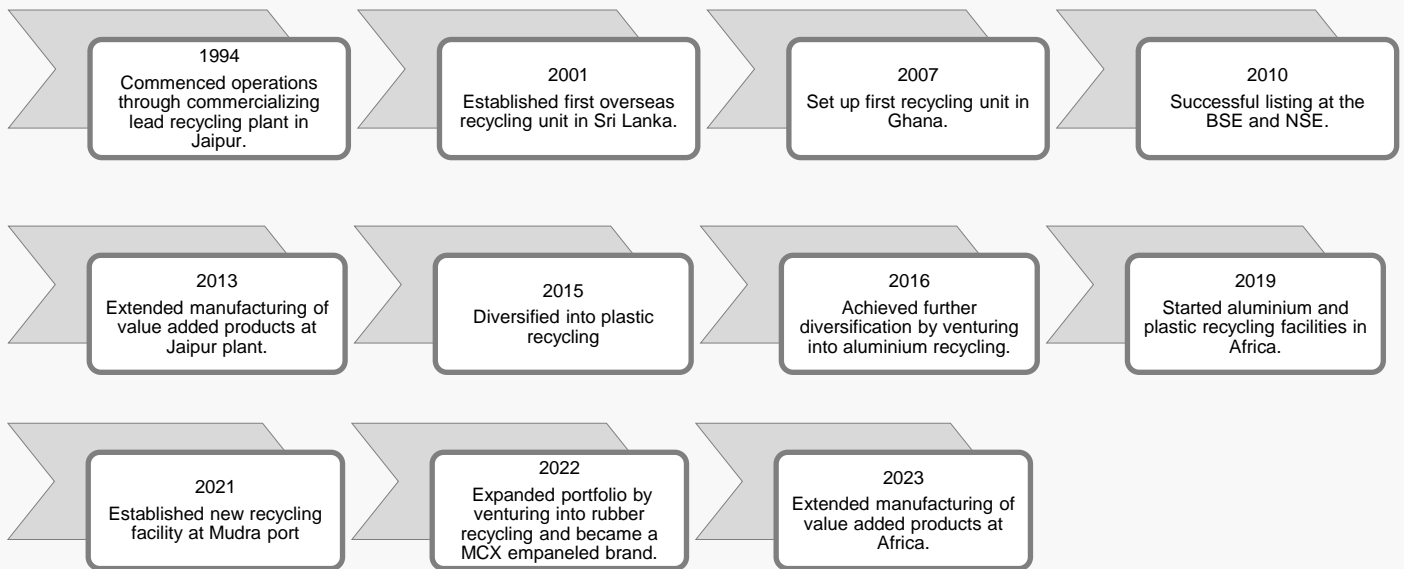 1994
Commenced operations
through commercializing
lead recycling plant in
Jaipur.
2001
Established first overseas
recycling unit in Sri Lanka.
2007
Set up first recycling unit in
Ghana.
2010
Successful listing at the
BSE and NSE.
2013
Extended manufacturing of
value added products at
Jaipur plant.
2015
Diversified into plastic
recycling
2016
Achieved further
diversification by venturing
into aluminium recycling.
2019
Started aluminium and
plastic recycling facilities in
Africa.
2021
Established new recycling
facility at Mudra port
2022
Expanded portfolio by
venturing into rubber
recycling and became a
MCX empaneled brand.
2023
Extended manufacturing of
value added products at
Africa.